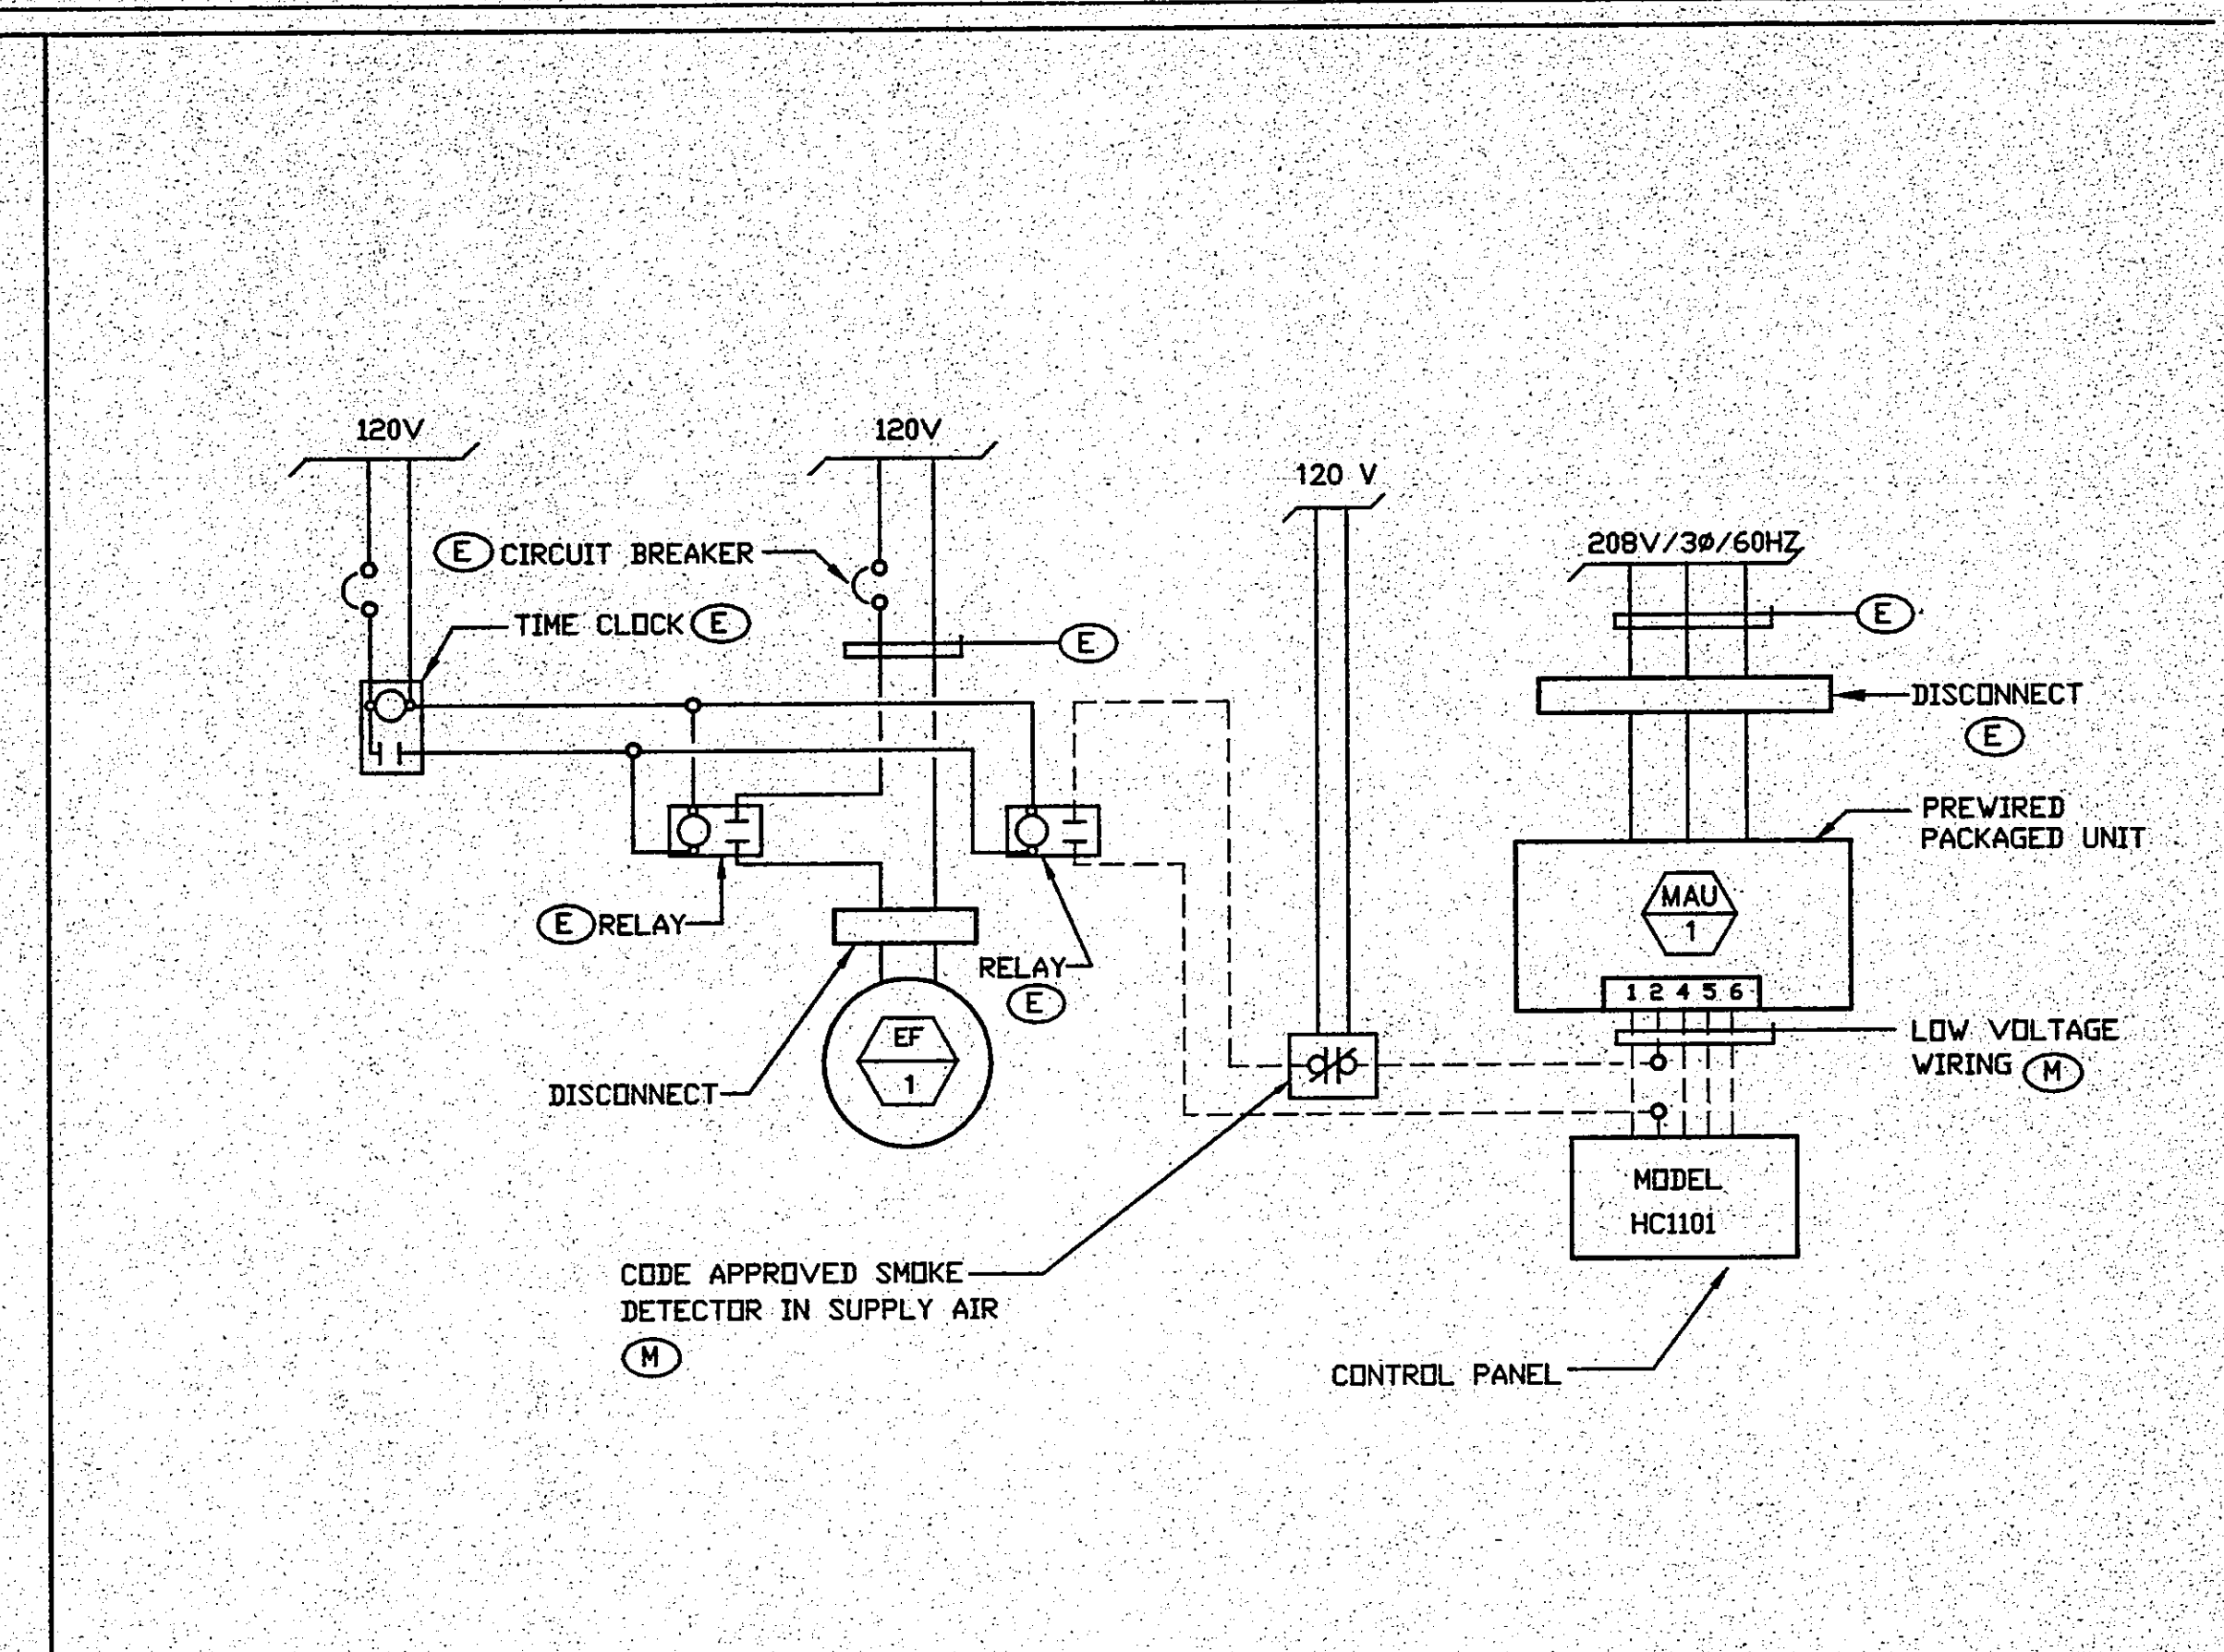 120V
120V
120 V
208V/3Ø/60HZ
E CIRCUIT BREAKER
TIME CLOCK E
E
E
DISCONNECT
E
PREWIRED
PACKAGED UNIT
MAU
1
E RELAY
RELAY
E
1 2 4 5 6
EF
1
LOW VOLTAGE
WIRING M
DISCONNECT
MODEL
HC1101
CODE APPROVED SMOKE
DETECTOR IN SUPPLY AIR
M
CONTROL PANEL